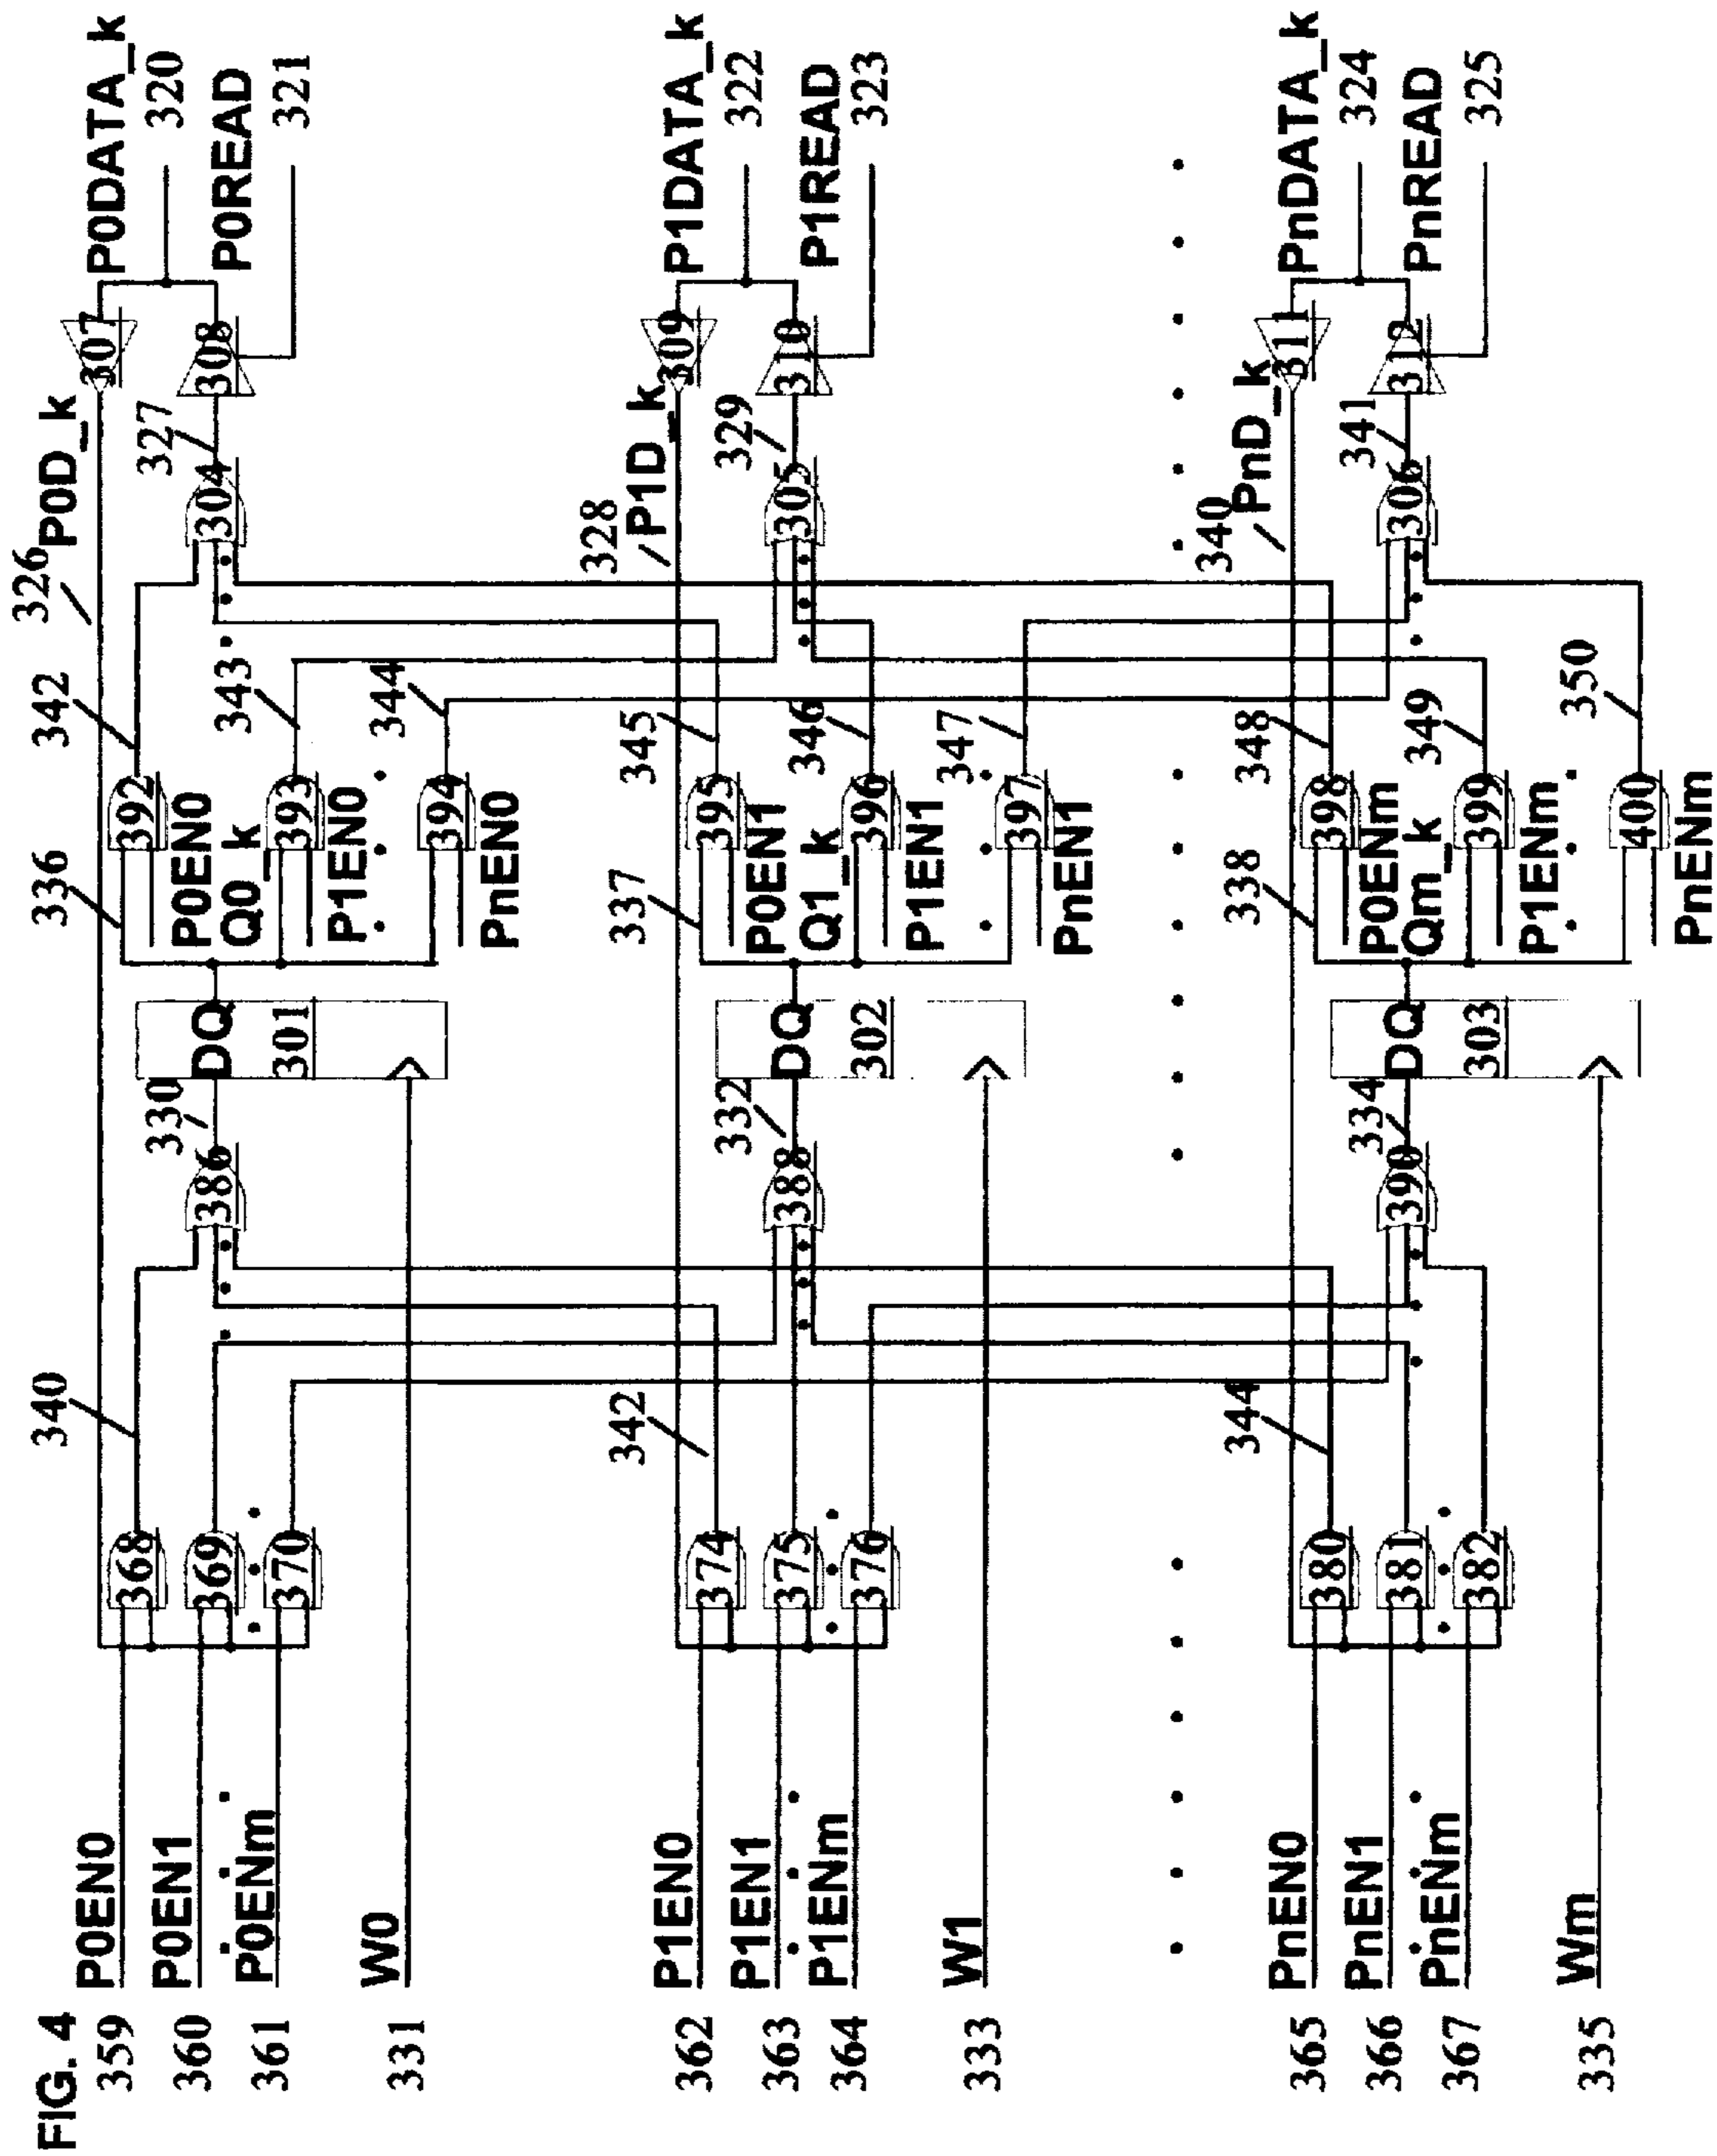 FIG. 4
359 P0EN0
360 P0EN1
361 P0ENm
331 W0
362 P1EN0
363 P1EN1
364 P1ENm
333 W1
365 PnEN0
366 PnEN1
367 PnENm
335 Wm
368
369
370
374
375
376
380
381
382
340
342
344
386
388
390
330
332
334
DQ
301
DQ
302
DQ
303
336
337
338
P0EN0
Q0_k
P1EN0
PnEN0
P0EN1
Q1_k
P1EN1
PnEN1
P0ENm
Qm_k
P1ENm
PnENm
392
393
394
395
396
397
398
399
400
342
343
344
345
346
347
348
349
350
326
P0D_k
328
P1D_k
340
PnD_k
304
305
306
327
329
341
307
308
309
310
311
312
P0DATA_k
320
P0READ
321
P1DATA_k
322
P1READ
323
PnDATA_k
324
PnREAD
325